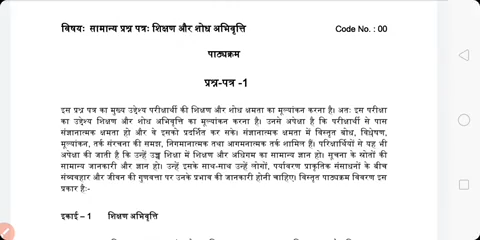 विषयः सामान्य प्रश्न पत्रः शिक्षण और शोध अभिवृत्ति Code No. : 00
पाठ्यक्रम
प्रश्न-पत्र -1
इस प्रश्न पत्र का मुख्य उद्देश्य परीक्षार्थी की शिक्षण और शोध क्षमता का मूल्यांकन करना है। अतः इस परीक्षा
का उद्देश्य शिक्षण और शोध अभिवृत्ति का मूल्यांकन करना है। उनसे अपेक्षा है कि परीक्षार्थी से पास
संज्ञानात्मक क्षमता हो और वे इसको प्रदर्शित कर सके। संज्ञानात्मक क्षमता में विस्तृत बोध, विश्लेषण,
मूल्यांकन, तर्क संरचना की समझ, निगमानात्मक तथा आगमनात्मक तर्क शामिल हैं। परिक्षार्थियों से यह भी
अपेक्षा की जाती है कि उन्हें उच्च शिक्षा में शिक्षण और अधिगम का सामान्य ज्ञान हो। सूचना के स्रोतों की
सामान्य जानकारी और ज्ञान हो। उन्हें इसके साथ-साथ उन्हें लोगों, पर्यावरण प्राकृतिक संसाधनों के बीच
संव्यवहार और जीवन की गुणवत्ता पर उनके प्रभाव की जानकारी होनी चाहिए। विस्तृत पाठ्यक्रम विवरण इस
प्रकार है:-
इकाई – 1 शिक्षण अभिवृत्ति